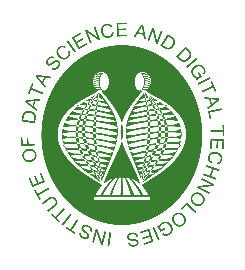 INSTITUTE OF DATA SCIENCE AND DIGITAL TECHNOLOGIES